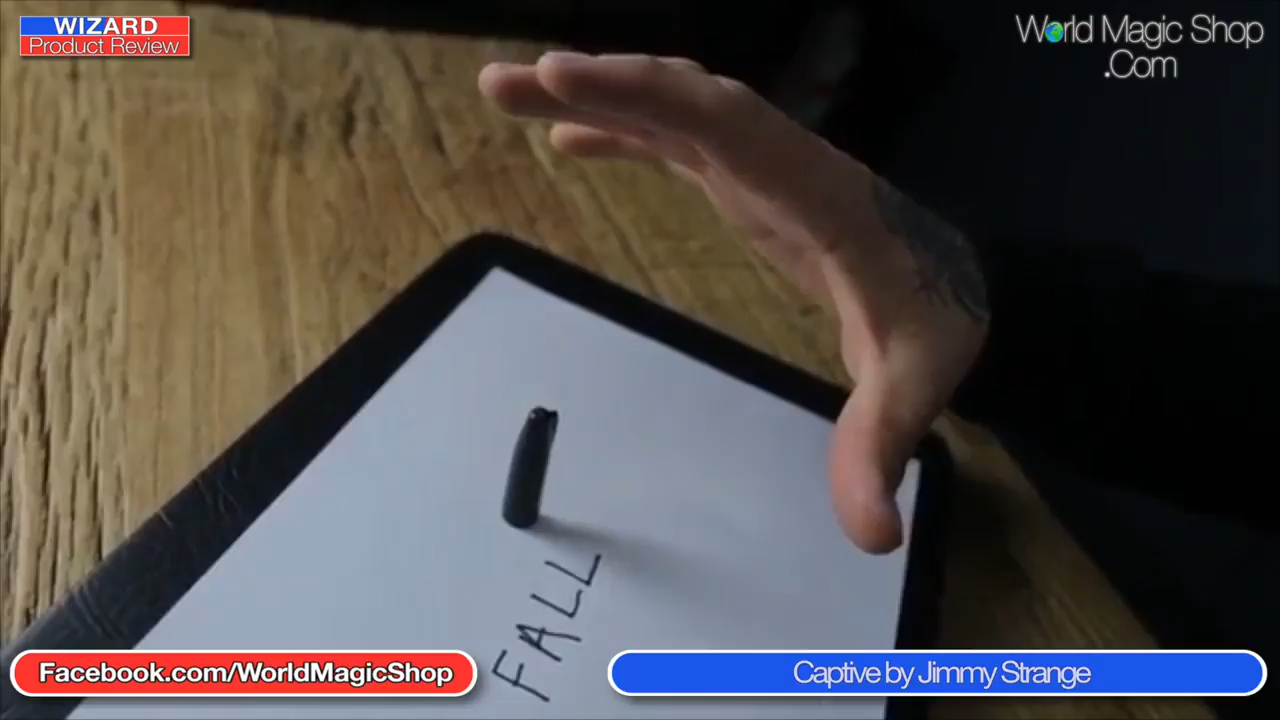 WIZARD
Product Review
World Magic Shop
.Com
FALL
Facebook.com/WorldMagicShop
Captive by Jimmy Strange